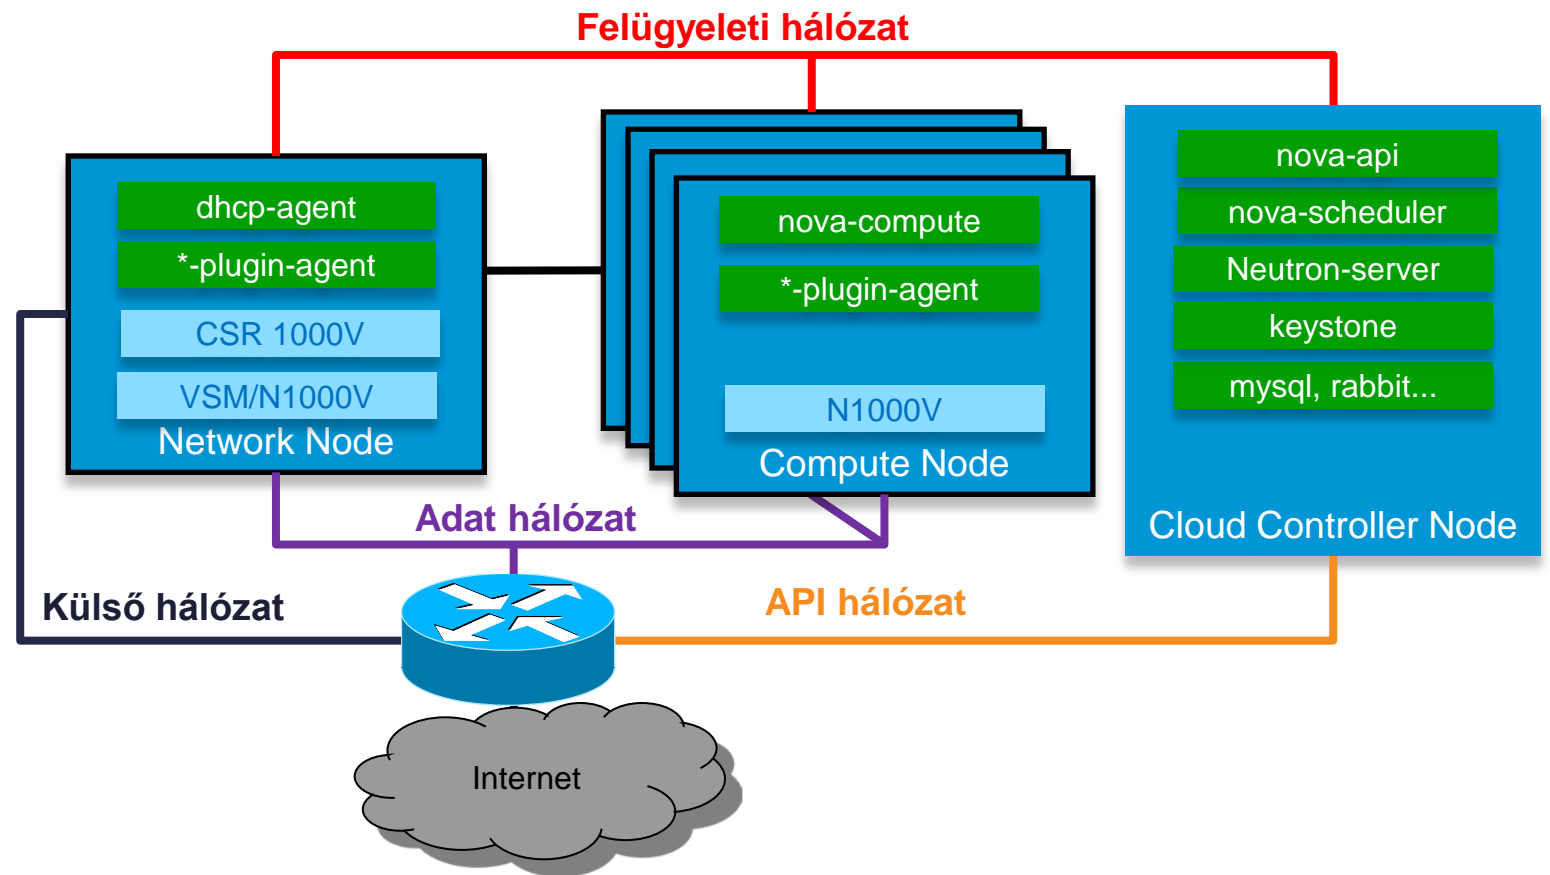 Felügyeleti hálózat
dhcp-agent
*-plugin-agent
CSR 1000V
VSM/N1000V
Network Node
nova-compute
*-plugin-agent
N1000V
Compute Node
nova-api
nova-scheduler
Neutron-server
keystone
mysql, rabbit...
Cloud Controller Node
Adat hálózat
Külső hálózat
API hálózat
Internet